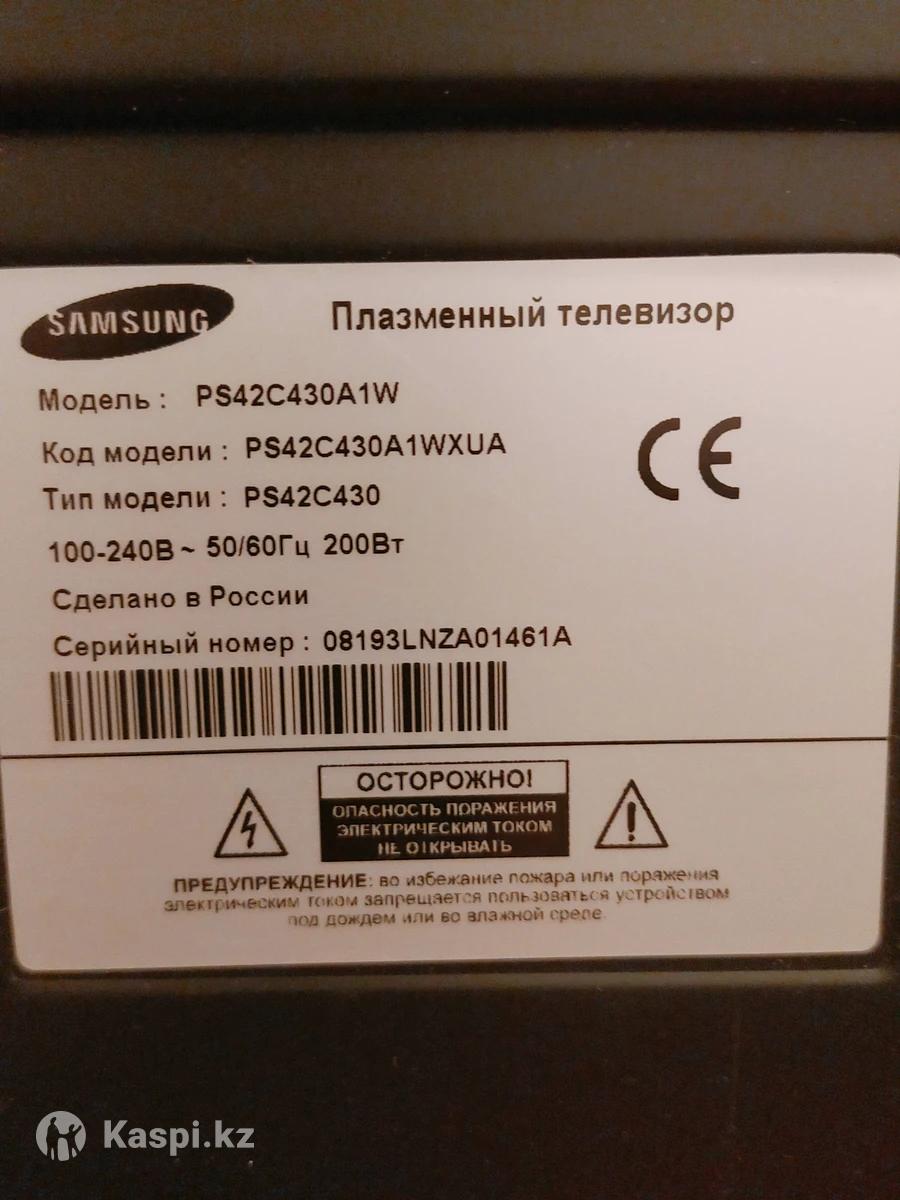 SAMSUNG
Плазменный телевизор
Модель : PS42C430A1W
Код модели : PS42C430A1WXUA
Тип модели : PS42C430
100-240В ~ 50/60Гц 200Вт
Сделано в России
Серийный номер : 08193LNZA01461A
CE
ОСТОРОЖНО!
ОПАСНОСТЬ ПОРАЖЕНИЯ
ЭЛЕКТРИЧЕСКИМ ТОКОМ
НЕ ОТКРЫВАТЬ
ПРЕДУПРЕЖДЕНИЕ: во избежание пожара или поражения
электрическим током запрещается пользоваться устройством
под дождем или во влажной среде.
Kaspi.kz